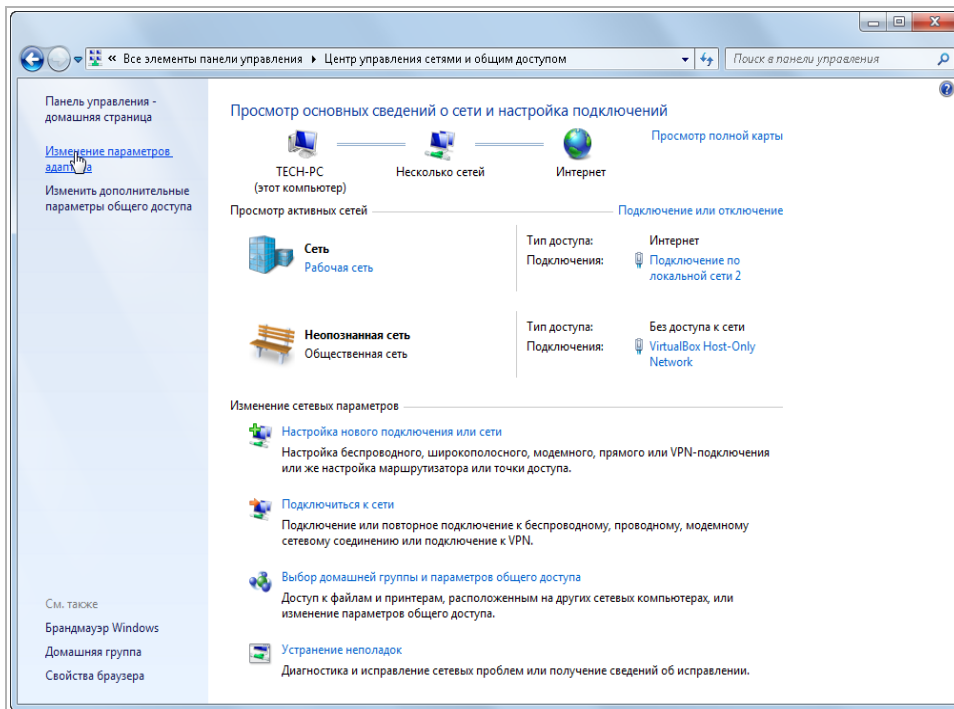 « Все элементы панели управления ▸ Центр управления сетями и общим доступом
Поиск в панели управления
Панель управления -
домашняя страница
Изменение параметров
адаптера
Изменить дополнительные
параметры общего доступа
Просмотр основных сведений о сети и настройка подключений
Просмотр полной карты
TECH-PC
(этот компьютер)
Несколько сетей
Интернет
Просмотр активных сетей
Подключение или отключение
Сеть
Рабочая сеть
Тип доступа: Интернет
Подключения: Подключение по
локальной сети 2
Неопознанная сеть
Общественная сеть
Тип доступа: Без доступа к сети
Подключения: VirtualBox Host-Only
Network
Изменение сетевых параметров
Настройка нового подключения или сети
Настройка беспроводного, широкополосного, модемного, прямого или VPN-подключения
или же настройка маршрутизатора или точки доступа.
Подключиться к сети
Подключение или повторное подключение к беспроводному, проводному, модемному
сетевому соединению или подключение к VPN.
Выбор домашней группы и параметров общего доступа
Доступ к файлам и принтерам, расположенным на других сетевых компьютерах, или
изменение параметров общего доступа.
Устранение неполадок
Диагностика и исправление сетевых проблем или получение сведений об исправлении.
См. также
Брандмауэр Windows
Домашняя группа
Свойства браузера